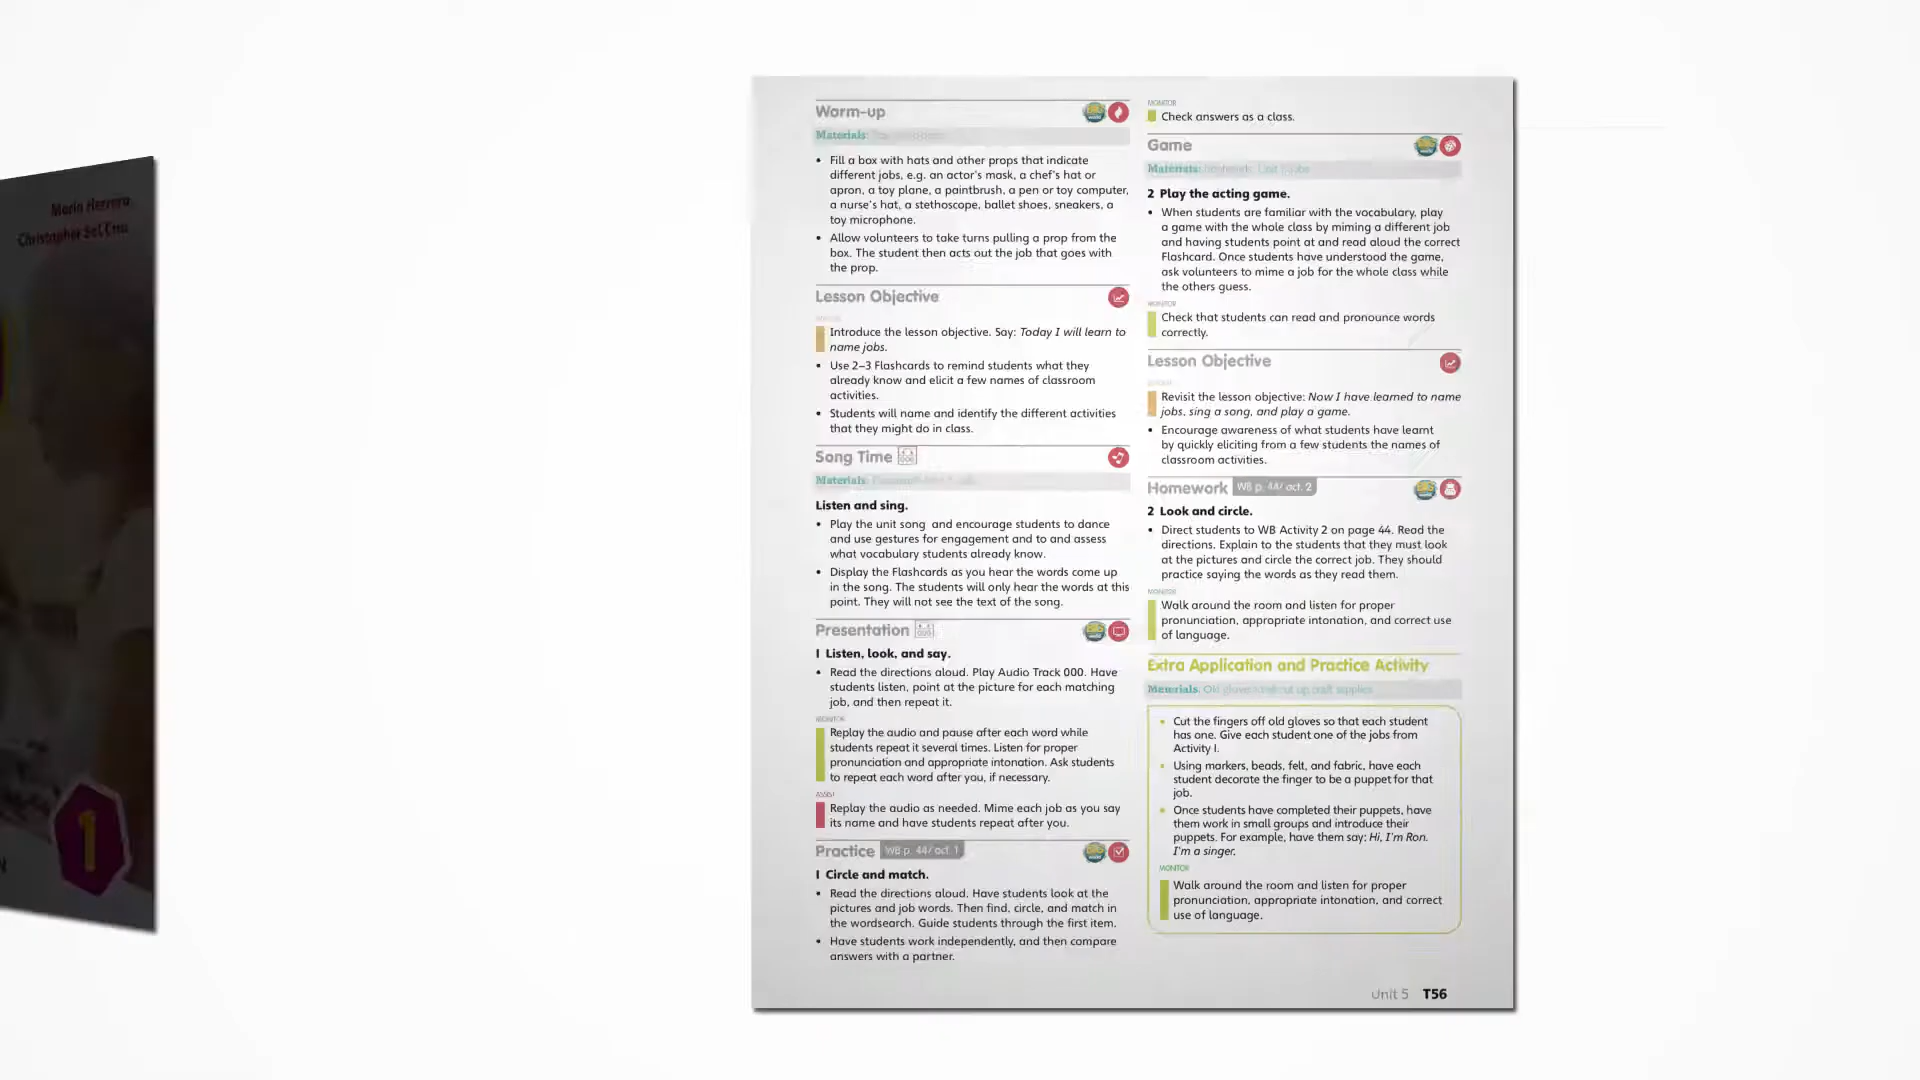 Mario Herrera
Christopher Sol Cruz
1
Warm-up
Materials:
• Fill a box with hats and other props that indicate
different jobs, e.g. an actor's mask, a chef's hat or
apron, a toy plane, a paintbrush, a pen or toy computer,
a nurse's hat, a stethoscope, ballet shoes, sneakers, a
toy microphone.
• Allow volunteers to take turns pulling a prop from the
box. The student then acts out the job that goes with
the prop.
Lesson Objective
Introduce the lesson objective. Say: Today I will learn to
name jobs.
• Use 2–3 Flashcards to remind students what they
already know and elicit a few names of classroom
activities.
• Students will name and identify the different activities
that they might do in class.
Song Time
Materials:
Listen and sing.
• Play the unit song and encourage students to dance
and use gestures for engagement and to and assess
what vocabulary students already know.
• Display the Flashcards as you hear the words come up
in the song. The students will only hear the words at this
point. They will not see the text of the song.
Presentation
1 Listen, look, and say.
• Read the directions aloud. Play Audio Track 000. Have
students listen, point at the picture for each matching
job, and then repeat it.
MONITOR
Replay the audio and pause after each word while
students repeat it several times. Listen for proper
pronunciation and appropriate intonation. Ask students
to repeat each word after you, if necessary.
ASSIST
Replay the audio as needed. Mime each job as you say
its name and have students repeat after you.
Practice WB p. 44/ act. 1
1 Circle and match.
• Read the directions aloud. Have students look at the
pictures and job words. Then find, circle, and match in
the wordsearch. Guide students through the first item.
• Have students work independently, and then compare
answers with a partner.
MONITOR
Check answers as a class.
Game
Materials:
2 Play the acting game.
• When students are familiar with the vocabulary, play
a game with the whole class by miming a different job
and having students point at and read aloud the correct
Flashcard. Once students have understood the game,
ask volunteers to mime a job for the whole class while
the others guess.
MONITOR
Check that students can read and pronounce words
correctly.
Lesson Objective
Revisit the lesson objective: Now I have learned to name
jobs, sing a song, and play a game.
• Encourage awareness of what students have learnt
by quickly eliciting from a few students the names of
classroom activities.
Homework WB p. 44/ act. 2
2 Look and circle.
• Direct students to WB Activity 2 on page 44. Read the
directions. Explain to the students that they must look
at the pictures and circle the correct job. They should
practice saying the words as they read them.
MONITOR
Walk around the room and listen for proper
pronunciation, appropriate intonation, and correct use
of language.
Extra Application and Practice Activity
Materials:
• Cut the fingers off old gloves so that each student
has one. Give each student one of the jobs from
Activity 1.
• Using markers, beads, felt, and fabric, have each
student decorate the finger to be a puppet for that
job.
• Once students have completed their puppets, have
them work in small groups and introduce their
puppets. For example, have them say: Hi, I'm Ron.
I'm a singer.
MONITOR
Walk around the room and listen for proper
pronunciation, appropriate intonation, and correct
use of language.
Unit 5 T56